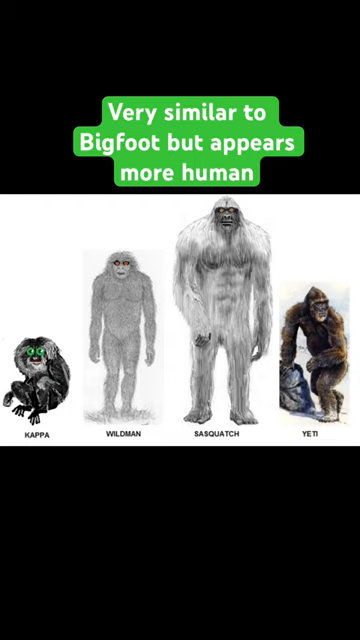 Very similar to
Bigfoot but appears
more human
KAPPA WILDMAN SASQUATCH YETI